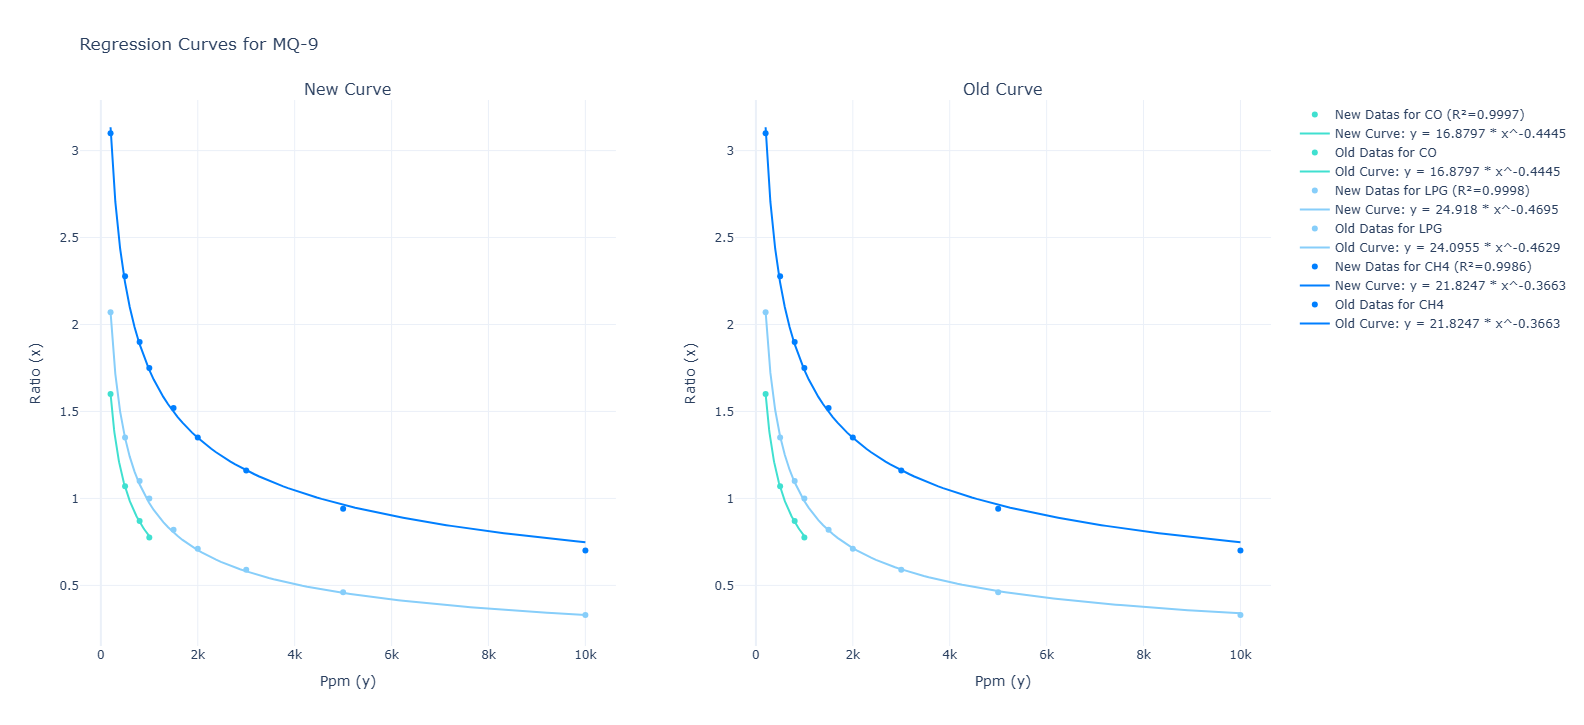 Regression Curves for MQ-9
New Curve
Old Curve
3
2.5
2
1.5
1
0.5
0
2k
4k
6k
8k
10k
Ratio (x)
Ppm (y)
3
2.5
2
1.5
1
0.5
0
2k
4k
6k
8k
10k
Ratio (x)
Ppm (y)
New Datas for CO (R²=0.9997)
New Curve: y = 16.8797 * x^-0.4445
Old Datas for CO
Old Curve: y = 16.8797 * x^-0.4445
New Datas for LPG (R²=0.9998)
New Curve: y = 24.918 * x^-0.4695
Old Datas for LPG
Old Curve: y = 24.0955 * x^-0.4629
New Datas for CH4 (R²=0.9986)
New Curve: y = 21.8247 * x^-0.3663
Old Datas for CH4
Old Curve: y = 21.8247 * x^-0.3663